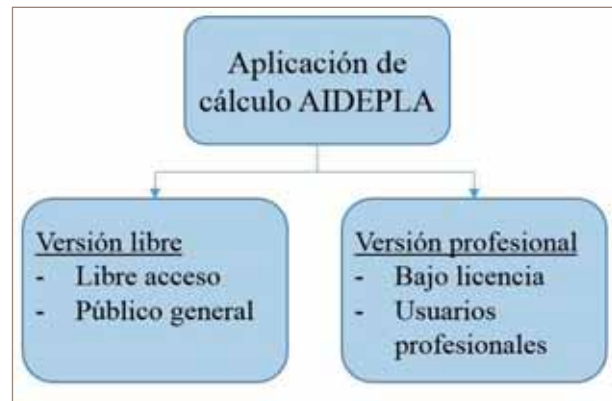 Aplicación de
cálculo AIDEPLA
Versión libre
- Libre acceso
- Público general
Versión profesional
- Bajo licencia
- Usuarios
profesionales